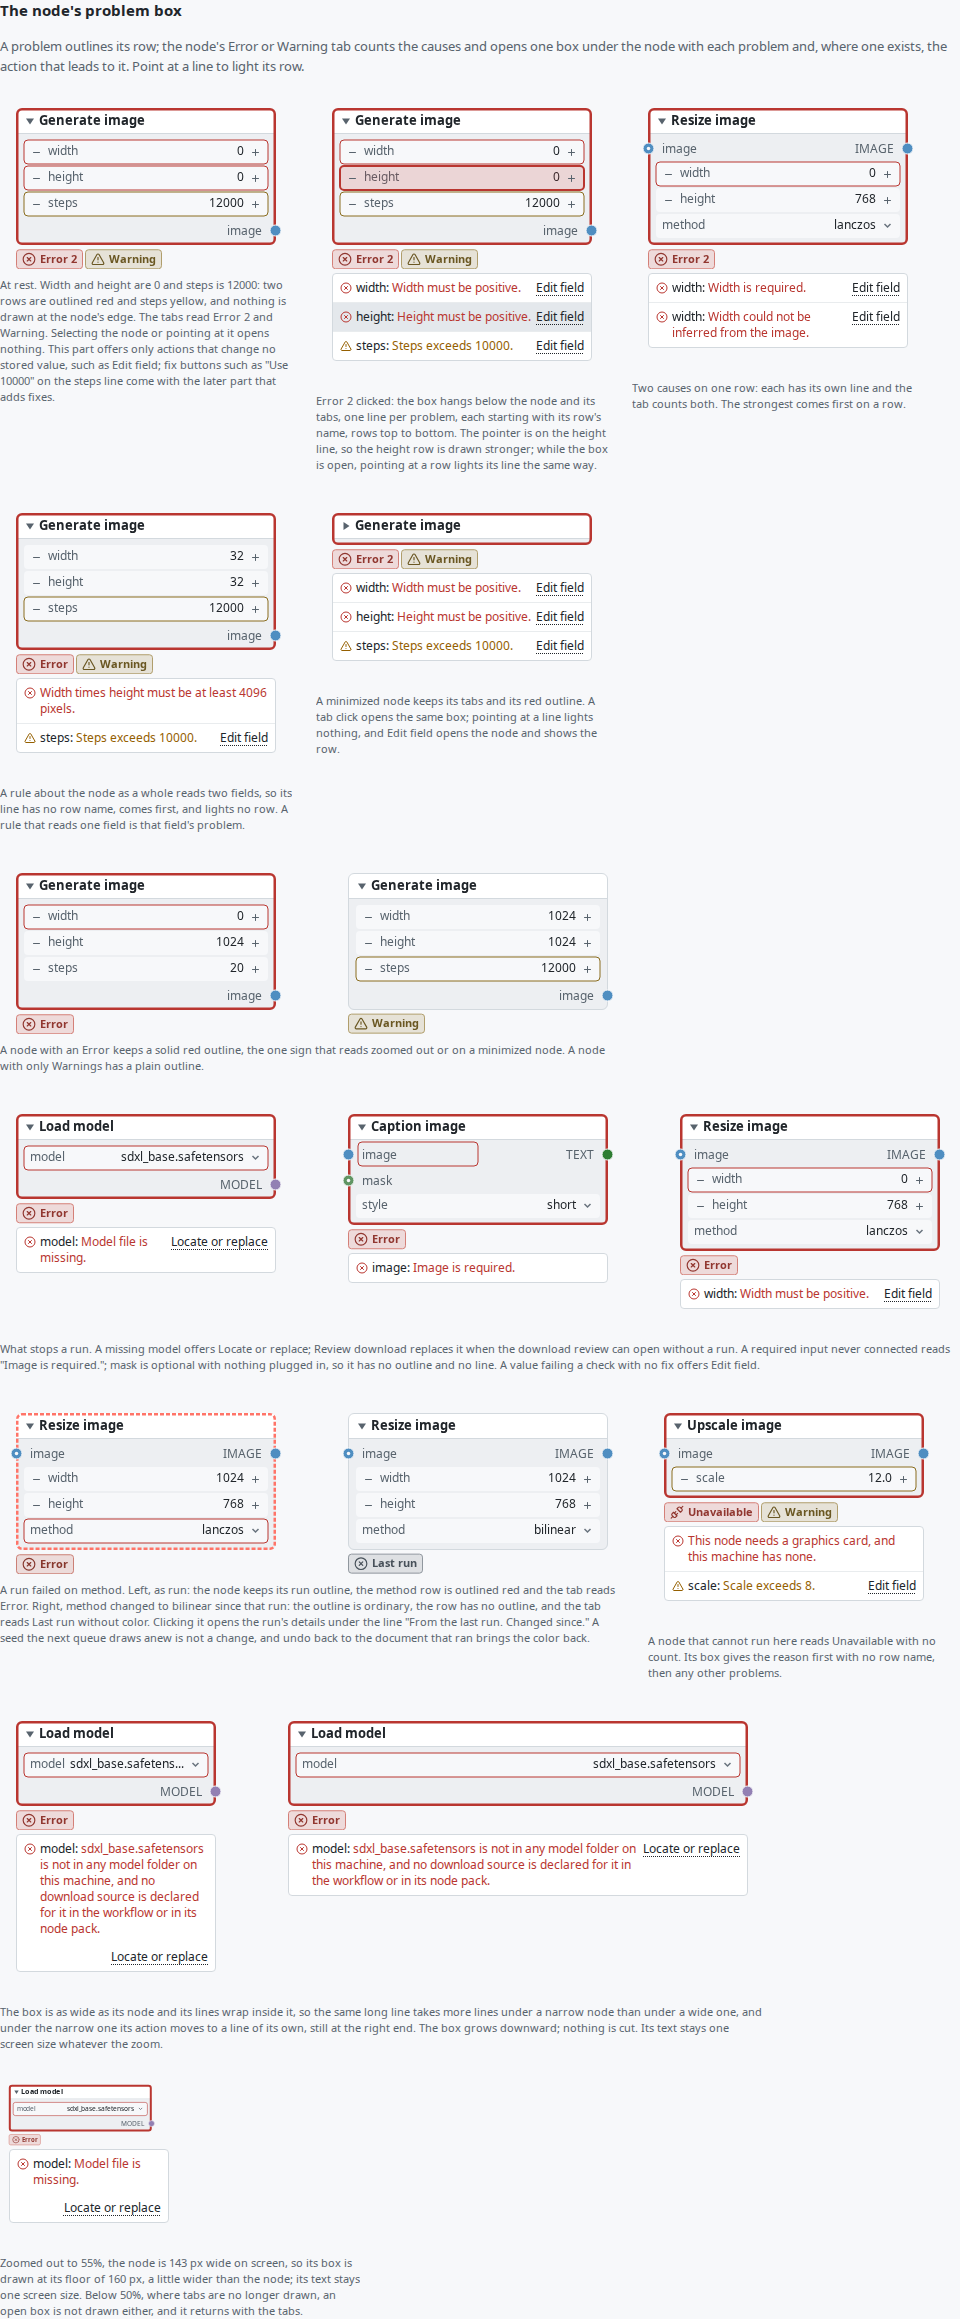 The node's problem box
A problem outlines its row; the node's Error or Warning tab counts the causes and opens one box under the node with each problem and, where one exists, the
action that leads to it. Point at a line to light its row.
Generate image
− width 0 +
− height 0 +
− steps 12000 +
image
Error 2
Warning
At rest. Width and height are 0 and steps is 12000: two
rows are outlined red and steps yellow, and nothing is
drawn at the node's edge. The tabs read Error 2 and
Warning. Selecting the node or pointing at it opens
nothing. This part offers only actions that change no
stored value, such as Edit field; fix buttons such as "Use
10000" on the steps line come with the later part that
adds fixes.
Generate image
− width 0 +
− height 0 +
− steps 12000 +
image
Error 2
Warning
width: Width must be positive. Edit field
height: Height must be positive. Edit field
steps: Steps exceeds 10000. Edit field
Error 2 clicked: the box hangs below the node and its
tabs, one line per problem, each starting with its row's
name, rows top to bottom. The pointer is on the height
line, so the height row is drawn stronger; while the box
is open, pointing at a row lights its line the same way.
Resize image
image IMAGE
− width 0 +
− height 768 +
method lanczos
Error 2
width: Width is required. Edit field
width: Width could not be Edit field
inferred from the image.
Two causes on one row: each has its own line and the
tab counts both. The strongest comes first on a row.
Generate image
− width 32 +
− height 32 +
− steps 12000 +
image
Error
Warning
Width times height must be at least 4096
pixels.
steps: Steps exceeds 10000. Edit field
A rule about the node as a whole reads two fields, so its
line has no row name, comes first, and lights no row. A
rule that reads one field is that field's problem.
Generate image
Error 2
Warning
width: Width must be positive. Edit field
height: Height must be positive. Edit field
steps: Steps exceeds 10000. Edit field
A minimized node keeps its tabs and its red outline. A
tab click opens the same box; pointing at a line lights
nothing, and Edit field opens the node and shows the
row.
Generate image
− width 0 +
− height 1024 +
− steps 20 +
image
Error
Generate image
− width 1024 +
− height 1024 +
− steps 12000 +
image
Warning
A node with an Error keeps a solid red outline, the one sign that reads zoomed out or on a minimized node. A node
with only Warnings has a plain outline.
Load model
model sdxl_base.safetensors
MODEL
Error
model: Model file is Locate or replace
missing.
Caption image
image TEXT
mask
style short
Error
image: Image is required.
Resize image
image IMAGE
− width 0 +
− height 768 +
method lanczos
Error
width: Width must be positive. Edit field
What stops a run. A missing model offers Locate or replace; Review download replaces it when the download review can open without a run. A required input never connected reads
"Image is required."; mask is optional with nothing plugged in, so it has no outline and no line. A value failing a check with no fix offers Edit field.
Resize image
image IMAGE
− width 1024 +
− height 768 +
method lanczos
Error
Resize image
image IMAGE
− width 1024 +
− height 768 +
method bilinear
Last run
A run failed on method. Left, as run: the node keeps its run outline, the method row is outlined red and the tab reads
Error. Right, method changed to bilinear since that run: the outline is ordinary, the row has no outline, and the tab
reads Last run without color. Clicking it opens the run's details under the line "From the last run. Changed since." A
seed the next queue draws anew is not a change, and undo back to the document that ran brings the color back.
Upscale image
image IMAGE
− scale 12.0 +
Unavailable
Warning
This node needs a graphics card, and
this machine has none.
scale: Scale exceeds 8. Edit field
A node that cannot run here reads Unavailable with no
count. Its box gives the reason first with no row name,
then any other problems.
Load model
model sdxl_base.safetens...
MODEL
Error
model: sdxl_base.safetensors
is not in any model folder on
this machine, and no
download source is declared
for it in the workflow or in its
node pack.
Locate or replace
Load model
model sdxl_base.safetensors
MODEL
Error
model: sdxl_base.safetensors is not in any model folder on Locate or replace
this machine, and no download source is declared for it in
the workflow or in its node pack.
The box is as wide as its node and its lines wrap inside it, so the same long line takes more lines under a narrow node than under a wide one, and
under the narrow one its action moves to a line of its own, still at the right end. The box grows downward; nothing is cut. Its text stays one
screen size whatever the zoom.
Load model
model sdxl_base.safetensors
MODEL
Error
model: Model file is
missing.
Locate or replace
Zoomed out to 55%, the node is 143 px wide on screen, so its box is
drawn at its floor of 160 px, a little wider than the node; its text stays
one screen size. Below 50%, where tabs are no longer drawn, an
open box is not drawn either, and it returns with the tabs.